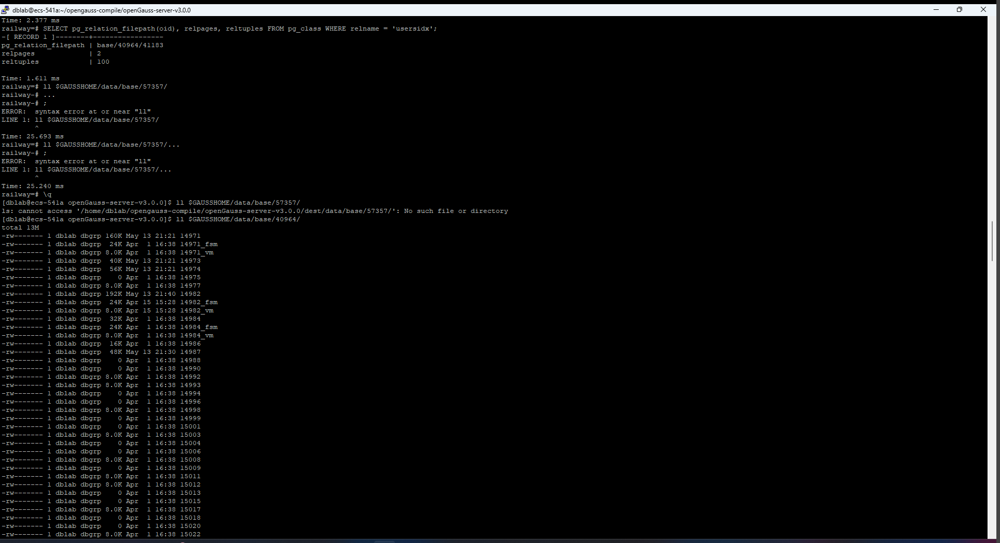 dblab@ecs-541a:~/opengauss-compile/openGauss-server-v3.0.0
Time: 2.377 ms
railway=# SELECT pg_relation_filepath(oid), relpages, reltuples FROM pg_class WHERE relname = 'usersidx';
-[ RECORD 1 ]--------+-----------------
pg_relation_filepath | base/40964/41183
relpages             | 2
reltuples            | 100
Time: 1.611 ms
railway=# ll $GAUSSHOME/data/base/57357/
railway-# ...
railway-# ;
ERROR:  syntax error at or near "ll"
LINE 1: ll $GAUSSHOME/data/base/57357/
        ^
Time: 25.693 ms
railway=# ll $GAUSSHOME/data/base/57357/...
railway-# ;
ERROR:  syntax error at or near "ll"
LINE 1: ll $GAUSSHOME/data/base/57357/...
        ^
Time: 25.240 ms
railway=# \q
[dblab@ecs-541a openGauss-server-v3.0.0]$ ll $GAUSSHOME/data/base/57357/
ls: cannot access '/home/dblab/opengauss-compile/openGauss-server-v3.0.0/dest/data/base/57357/': No such file or directory
[dblab@ecs-541a openGauss-server-v3.0.0]$ ll $GAUSSHOME/data/base/40964/
total 13M
-rw------- 1 dblab dbgrp 160K May 13 21:21 14971
-rw------- 1 dblab dbgrp  24K Apr  1 16:38 14971_fsm
-rw------- 1 dblab dbgrp 8.0K Apr  1 16:38 14971_vm
-rw------- 1 dblab dbgrp  40K May 13 21:21 14973
-rw------- 1 dblab dbgrp  56K May 13 21:21 14974
-rw------- 1 dblab dbgrp    0 Apr  1 16:38 14975
-rw------- 1 dblab dbgrp 8.0K Apr  1 16:38 14977
-rw------- 1 dblab dbgrp 192K May 13 21:40 14982
-rw------- 1 dblab dbgrp  24K Apr 15 15:28 14982_fsm
-rw------- 1 dblab dbgrp 8.0K Apr 15 15:28 14982_vm
-rw------- 1 dblab dbgrp  32K Apr  1 16:38 14984
-rw------- 1 dblab dbgrp  24K Apr  1 16:38 14984_fsm
-rw------- 1 dblab dbgrp 8.0K Apr  1 16:38 14984_vm
-rw------- 1 dblab dbgrp  16K Apr  1 16:38 14986
-rw------- 1 dblab dbgrp  48K May 13 21:30 14987
-rw------- 1 dblab dbgrp    0 Apr  1 16:38 14988
-rw------- 1 dblab dbgrp    0 Apr  1 16:38 14990
-rw------- 1 dblab dbgrp 8.0K Apr  1 16:38 14992
-rw------- 1 dblab dbgrp 8.0K Apr  1 16:38 14993
-rw------- 1 dblab dbgrp    0 Apr  1 16:38 14994
-rw------- 1 dblab dbgrp    0 Apr  1 16:38 14996
-rw------- 1 dblab dbgrp 8.0K Apr  1 16:38 14998
-rw------- 1 dblab dbgrp    0 Apr  1 16:38 14999
-rw------- 1 dblab dbgrp    0 Apr  1 16:38 15001
-rw------- 1 dblab dbgrp 8.0K Apr  1 16:38 15003
-rw------- 1 dblab dbgrp    0 Apr  1 16:38 15004
-rw------- 1 dblab dbgrp    0 Apr  1 16:38 15006
-rw------- 1 dblab dbgrp 8.0K Apr  1 16:38 15008
-rw------- 1 dblab dbgrp    0 Apr  1 16:38 15009
-rw------- 1 dblab dbgrp 8.0K Apr  1 16:38 15011
-rw------- 1 dblab dbgrp 8.0K Apr  1 16:38 15012
-rw------- 1 dblab dbgrp    0 Apr  1 16:38 15013
-rw------- 1 dblab dbgrp    0 Apr  1 16:38 15015
-rw------- 1 dblab dbgrp 8.0K Apr  1 16:38 15017
-rw------- 1 dblab dbgrp    0 Apr  1 16:38 15018
-rw------- 1 dblab dbgrp    0 Apr  1 16:38 15020
-rw------- 1 dblab dbgrp 8.0K Apr  1 16:38 15022